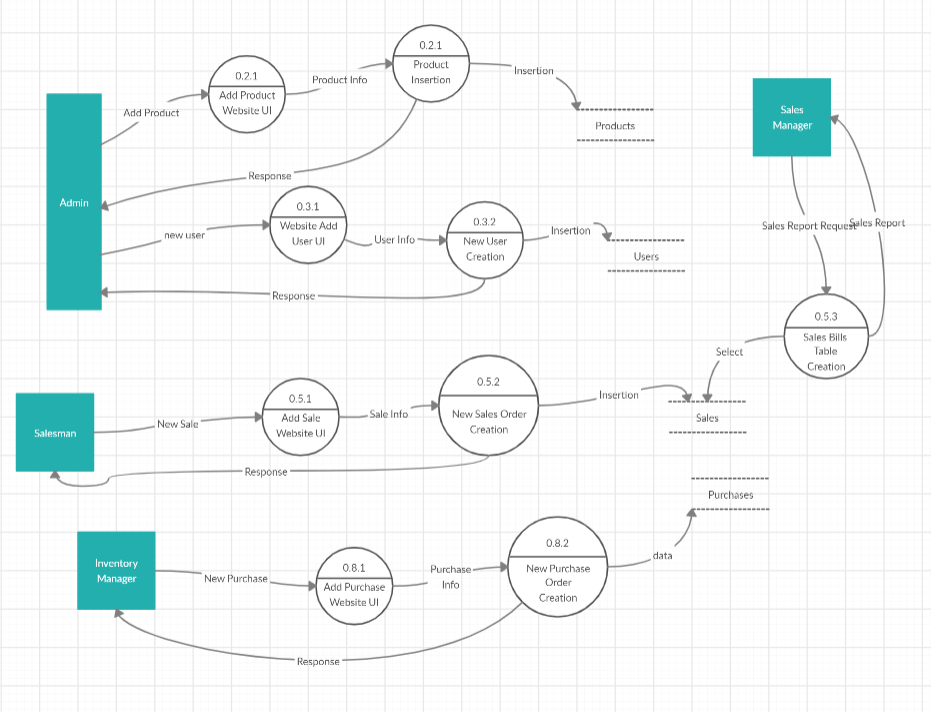 0.2.1
Product
Insertion
0.2.1
Add Product
Website UI
Product Info
Insertion
Add Product
Products
Sales
Manager
Response
Admin
0.3.1
Website Add
User UI
new user
User Info
0.3.2
New User
Creation
Insertion
Users
Response
Sales Report Request
Sales Report
0.5.3
Sales Bills
Table
Creation
Select
0.5.2
New Sales Order
Creation
Insertion
Sales
0.5.1
Add Sale
Website UI
Sale Info
New Sale
Salesman
Response
Purchases
0.8.2
New Purchase
Order
Creation
data
Inventory
Manager
New Purchase
0.8.1
Add Purchase
Website UI
Purchase
Info
Response